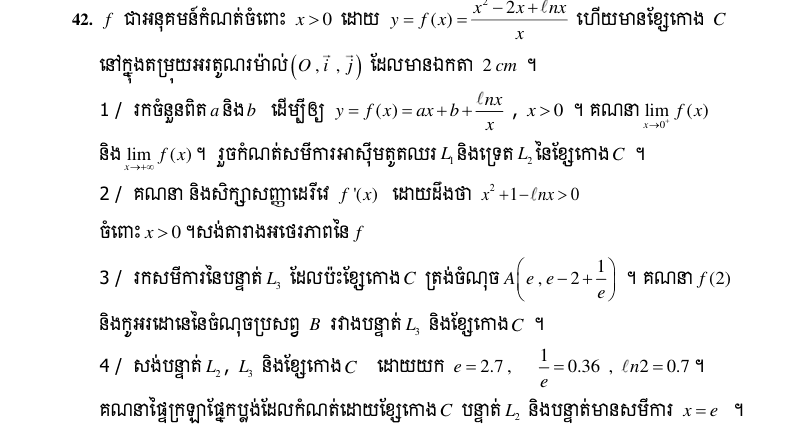 42. f ជាអនុគមន៍កំណត់ចំពោះ x > 0 ដោយ y = f(x) = (x² − 2x + ℓnx)/x ហើយមានខ្សែកោង C
នៅក្នុងតម្រុយអរតូណរម៉ាល់ (O, i⃗, j⃗) ដែលមានឯកតា 2 cm ។
1 / រកចំនួនពិត a និង b ដើម្បីឲ្យ y = f(x) = ax + b + ℓnx/x , x > 0 ។ គណនា lim x→0⁺ f(x)
និង lim x→+∞ f(x) ។ រួចកំណត់សមីការអាស៊ីមតូតឈរ L₁ និងទ្រេត L₂ នៃខ្សែកោង C ។
2 / គណនា និងសិក្សាសញ្ញាដេរីវេ f '(x) ដោយដឹងថា x² + 1 − ℓnx > 0
ចំពោះ x > 0 ។សង់តារាងអថេរភាពនៃ f
3 / រកសមីការនៃបន្ទាត់ L₃ ដែលប៉ះខ្សែកោង C ត្រង់ចំណុច A(e , e − 2 + 1/e) ។ គណនា f(2)
និងកូអរដោនេនៃចំណុចប្រសព្វ B រវាងបន្ទាត់ L₃ និងខ្សែកោង C ។
4 / សង់បន្ទាត់ L₂ , L₃ និងខ្សែកោង C ដោយយក e = 2.7 , 1/e = 0.36 , ℓn2 = 0.7 ។
គណនាផ្ទៃក្រឡាផ្នែកប្លង់ដែលកំណត់ដោយខ្សែកោង C បន្ទាត់ L₂ និងបន្ទាត់មានសមីការ x = e ។